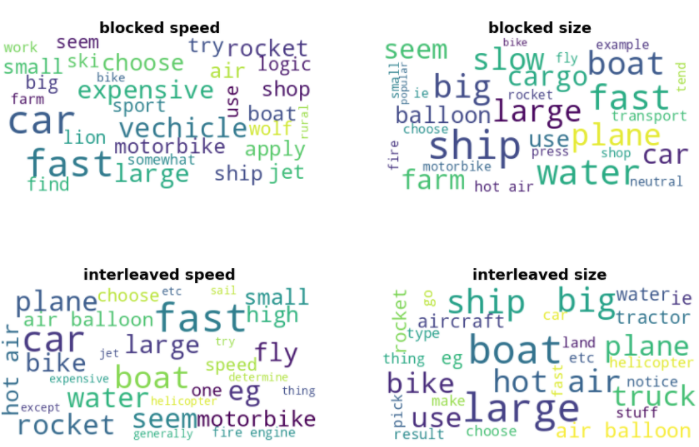 blocked speed
work seem try rocket
small ski choose air logic
big bike expensive use shop
farm sport boat
car lion vechicle wolf rural
motorbike apply
fast somewhat ship jet
find large
blocked size
seem bike example
slow fly boat
small popular ie big cargo tend
rocket fast
balloon large transport
choose use plane
fire ship press shop car
motorbike water
farm hot air neutral
interleaved speed
plane choose etc sail small
air balloon fast high
hot air car large try
jet fly
bike speed
expensive boat determine
water helicopter one eg thing
except seem motorbike
rocket generally fire engine
interleaved size
rocket go ship big water ie
aircraft car tractor
type boat land plane
thing eg etc helicopter
bike hot air fast notice
make truck
pick use large stuff
result choose air balloon